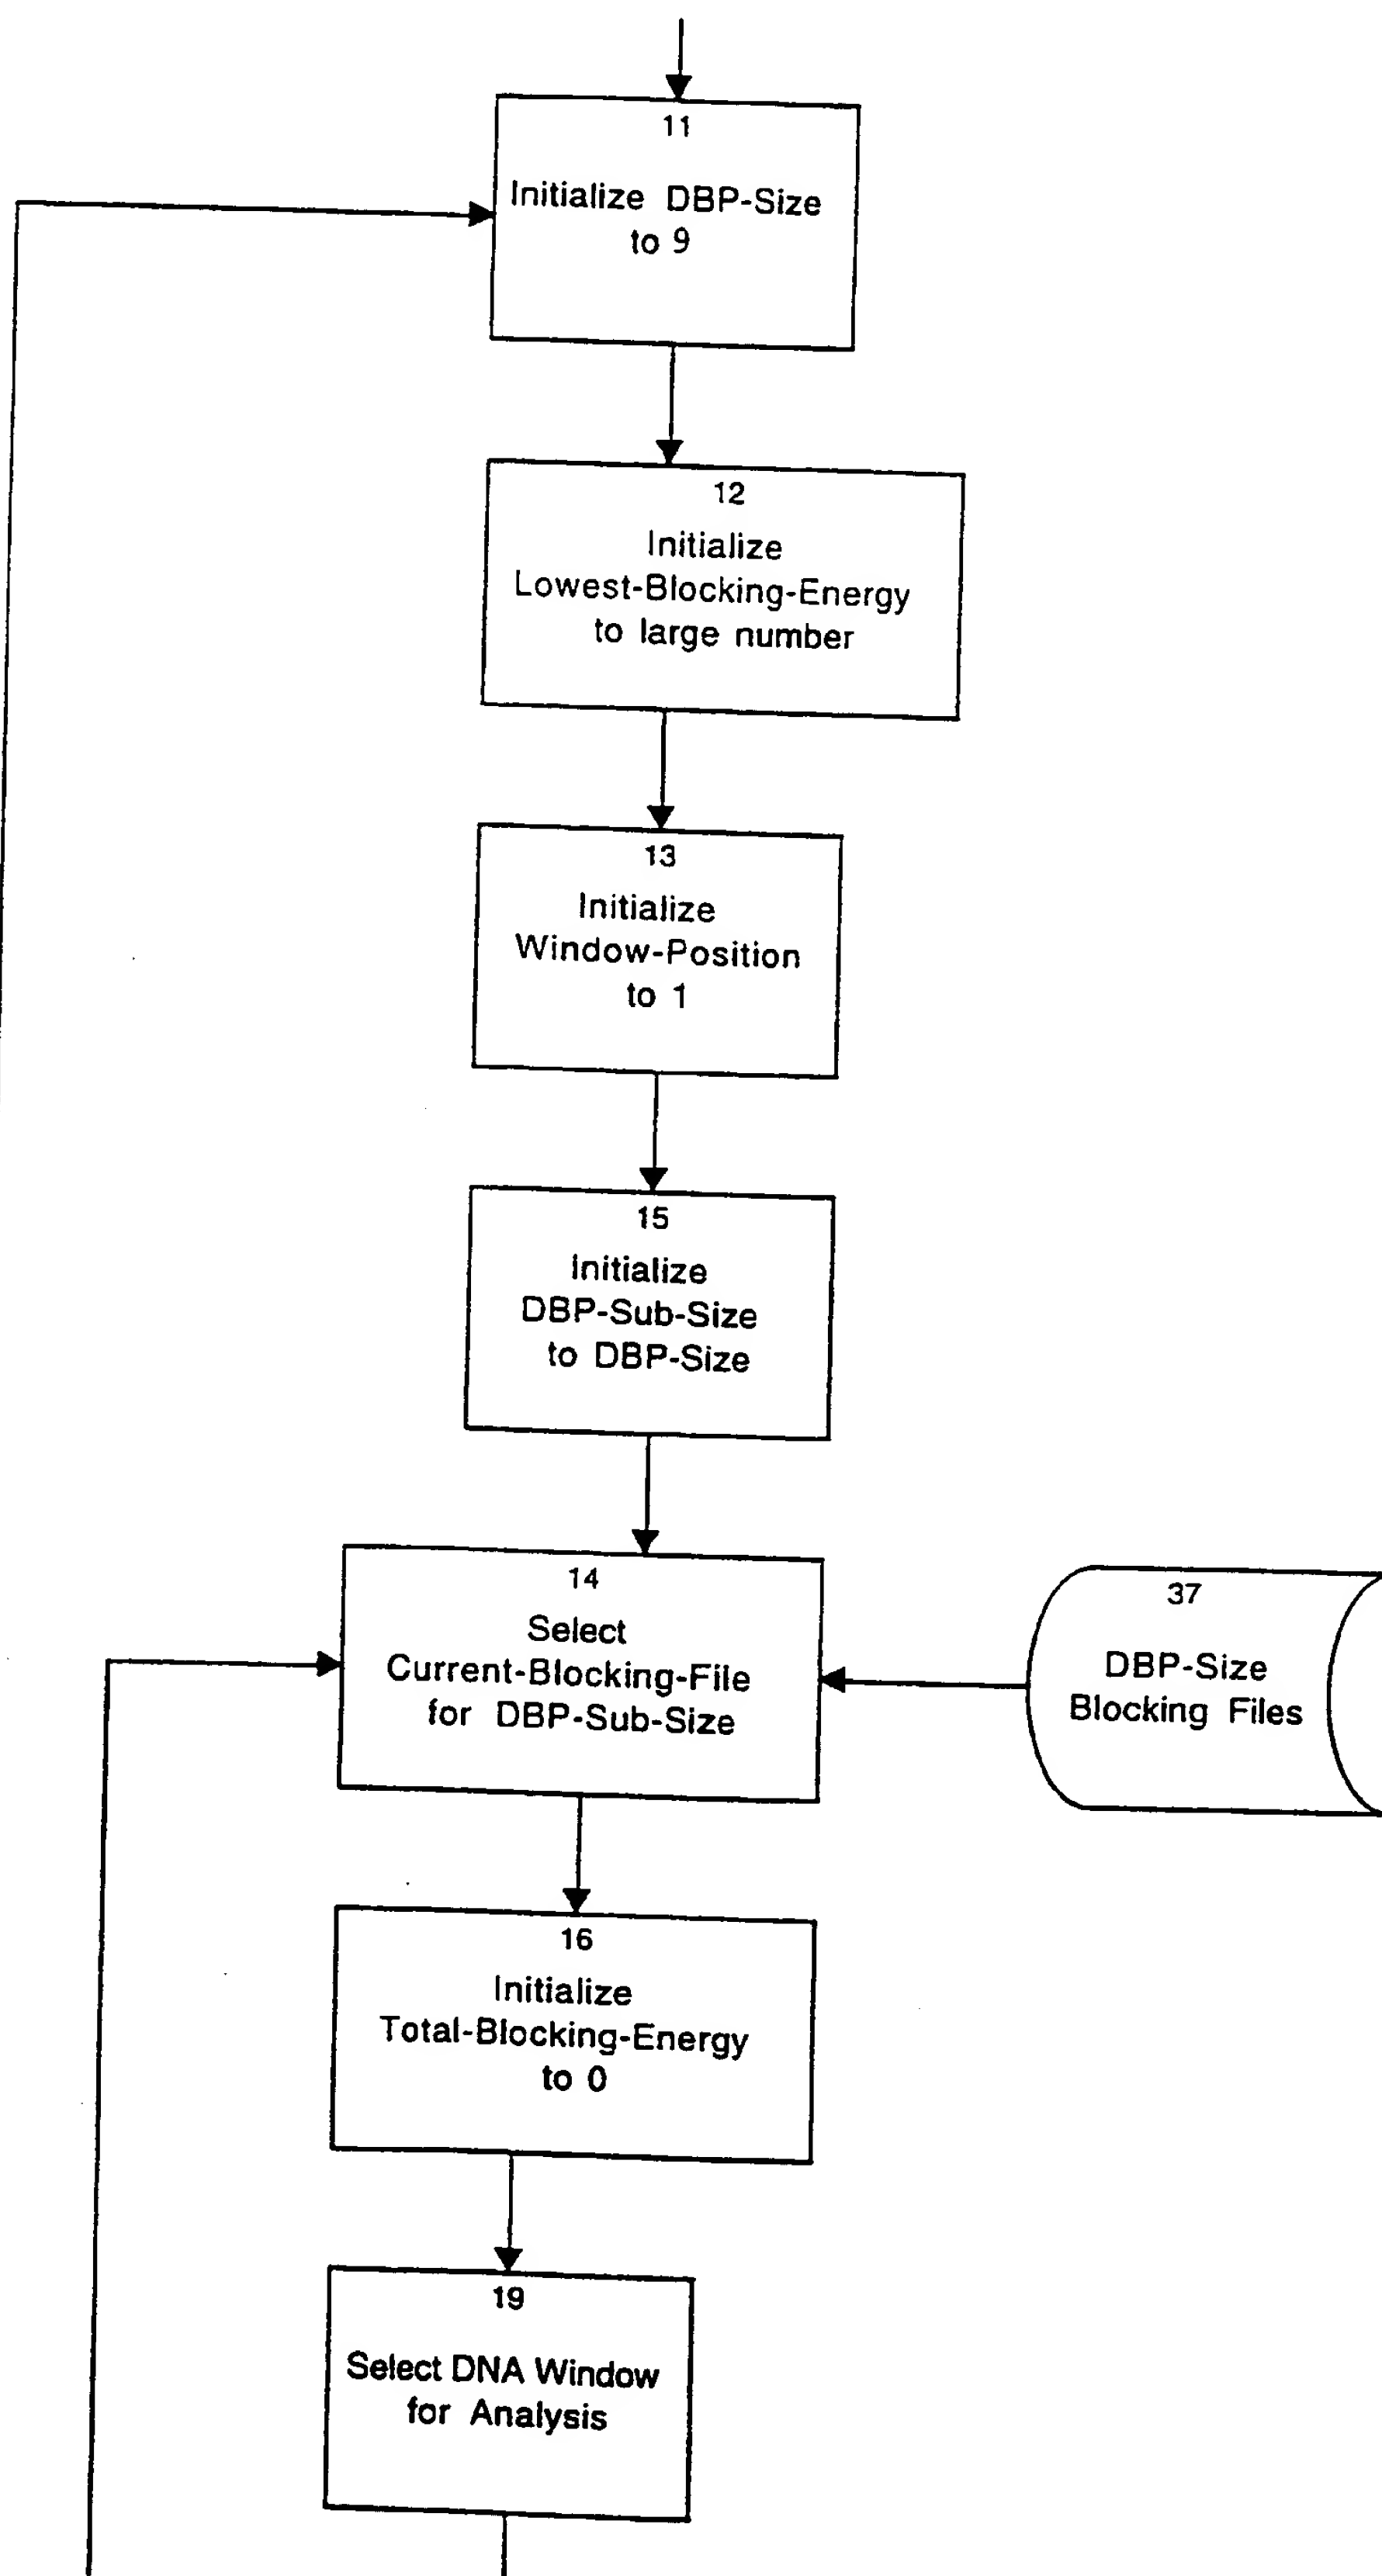 11
Initialize DBP-Size
to 9
12
Initialize
Lowest-Blocking-Energy
to large number
13
Initialize
Window-Position
to 1
15
Initialize
DBP-Sub-Size
to DBP-Size
14
Select
Current-Blocking-File
for DBP-Sub-Size
37
DBP-Size
Blocking Files
16
Initialize
Total-Blocking-Energy
to 0
19
Select DNA Window
for Analysis